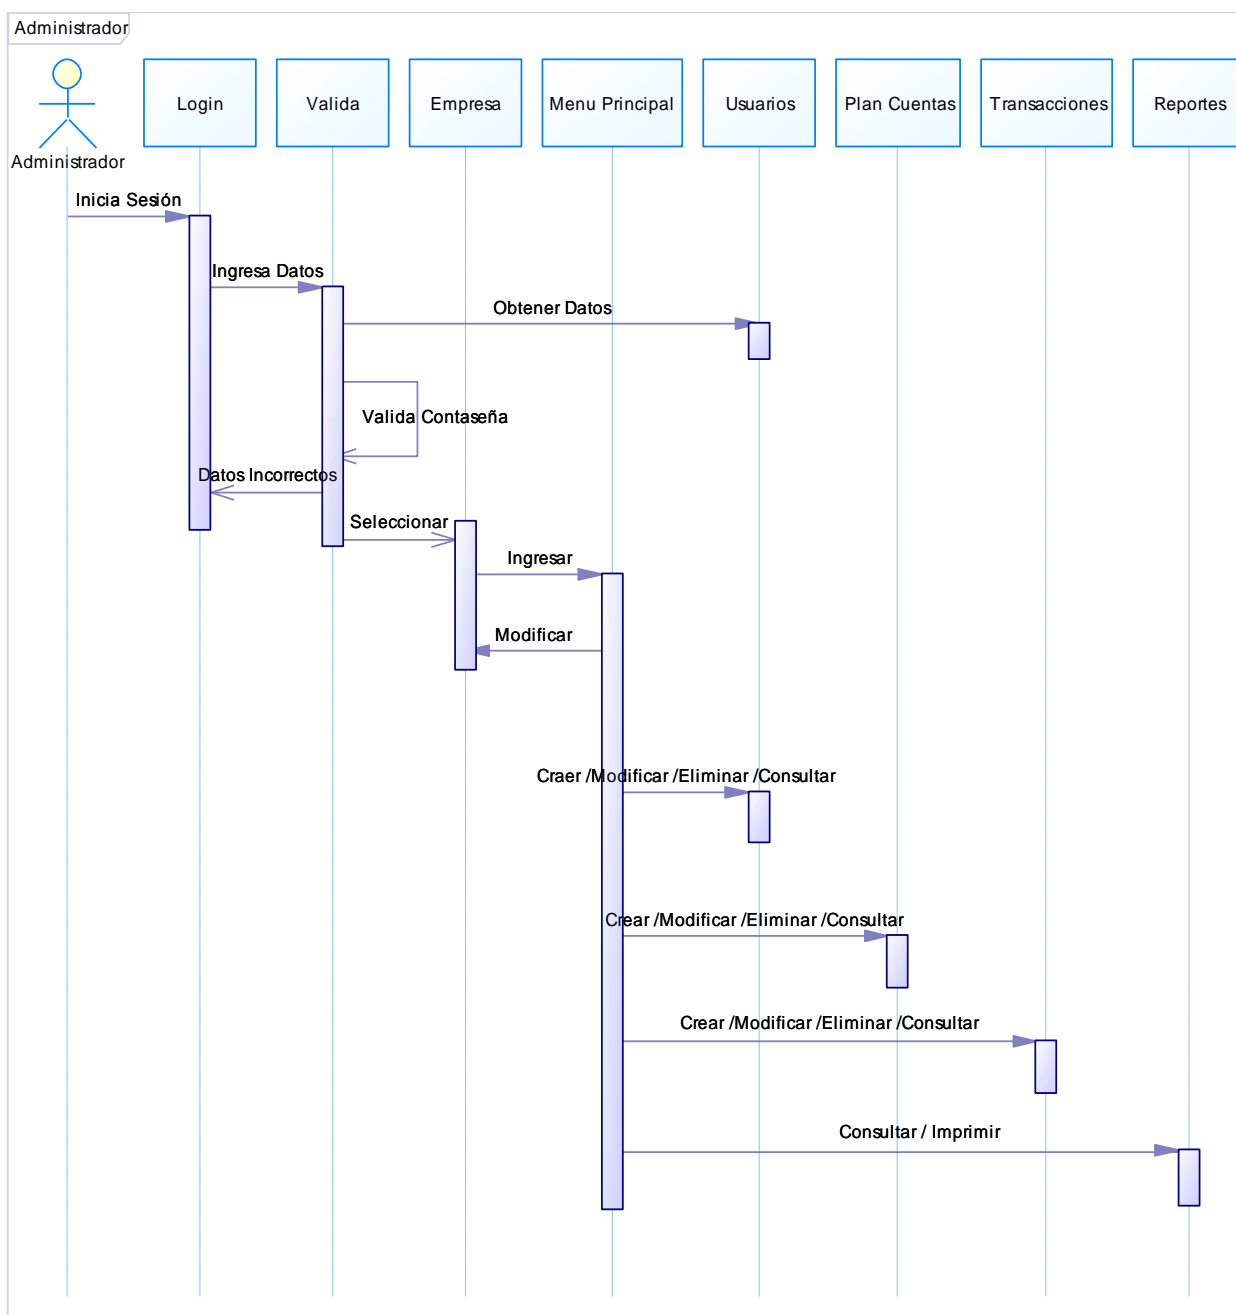 Administrador
Login
Valida
Empresa
Menu Principal
Usuarios
Plan Cuentas
Transacciones
Reportes
Administrador
Inicia Sesión
Ingresa Datos
Obtener Datos
Valida Contaseña
Datos Incorrectos
Seleccionar
Ingresar
Modificar
Craer /Modificar /Eliminar /Consultar
Crear /Modificar /Eliminar /Consultar
Crear /Modificar /Eliminar /Consultar
Consultar / Imprimir